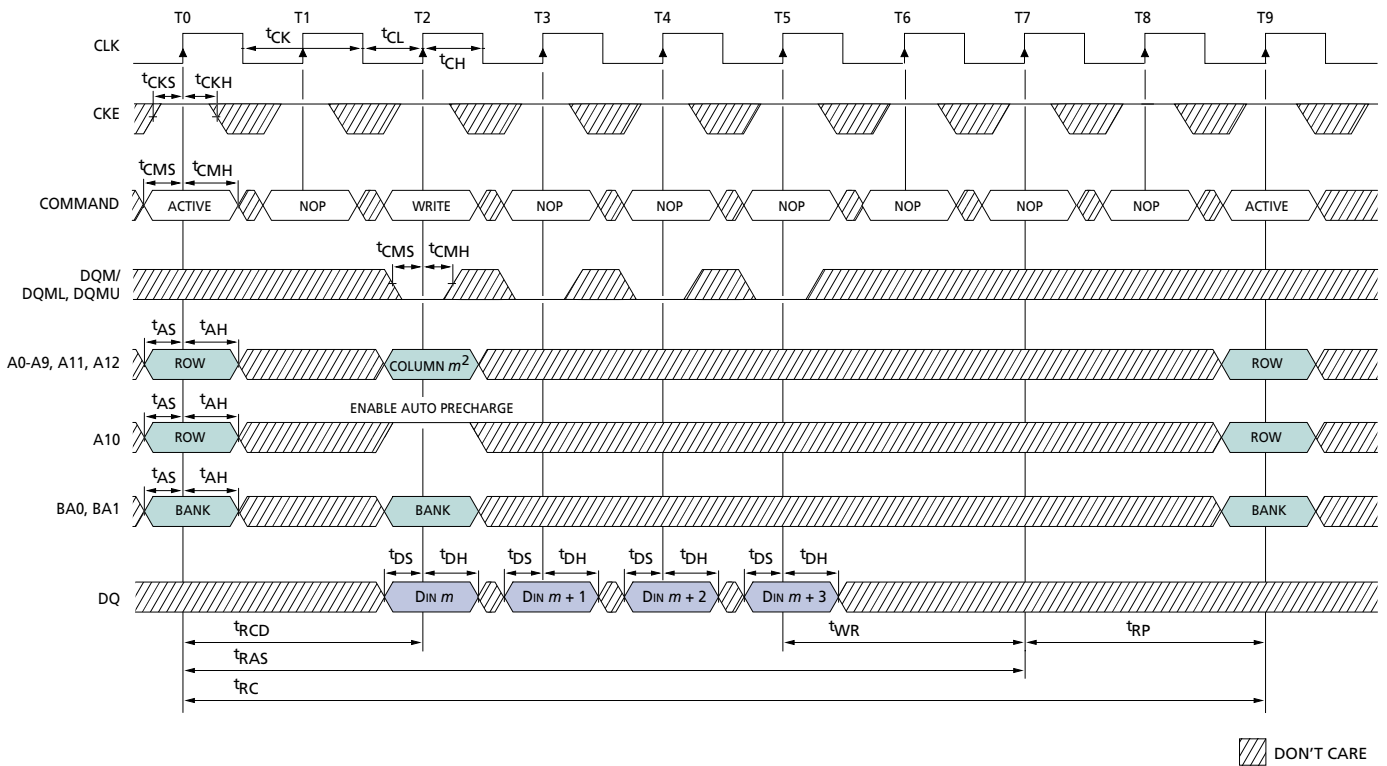 T0 T1 T2 T3 T4 T5 T6 T7 T8 T9
CLK tCK tCL tCH
tCKS tCKH
CKE
tCMS tCMH
COMMAND ACTIVE NOP WRITE NOP NOP NOP NOP NOP NOP ACTIVE
tCMS tCMH
DQM/
DQML, DQMU
tAS tAH
A0-A9, A11, A12 ROW COLUMN m2 ROW
tAS tAH ENABLE AUTO PRECHARGE
A10 ROW ROW
tAS tAH
BA0, BA1 BANK BANK BANK
tDS tDH tDS tDH tDS tDH tDS tDH
DQ DIN m DIN m + 1 DIN m + 2 DIN m + 3
tRCD tWR tRP
tRAS
tRC
DON'T CARE